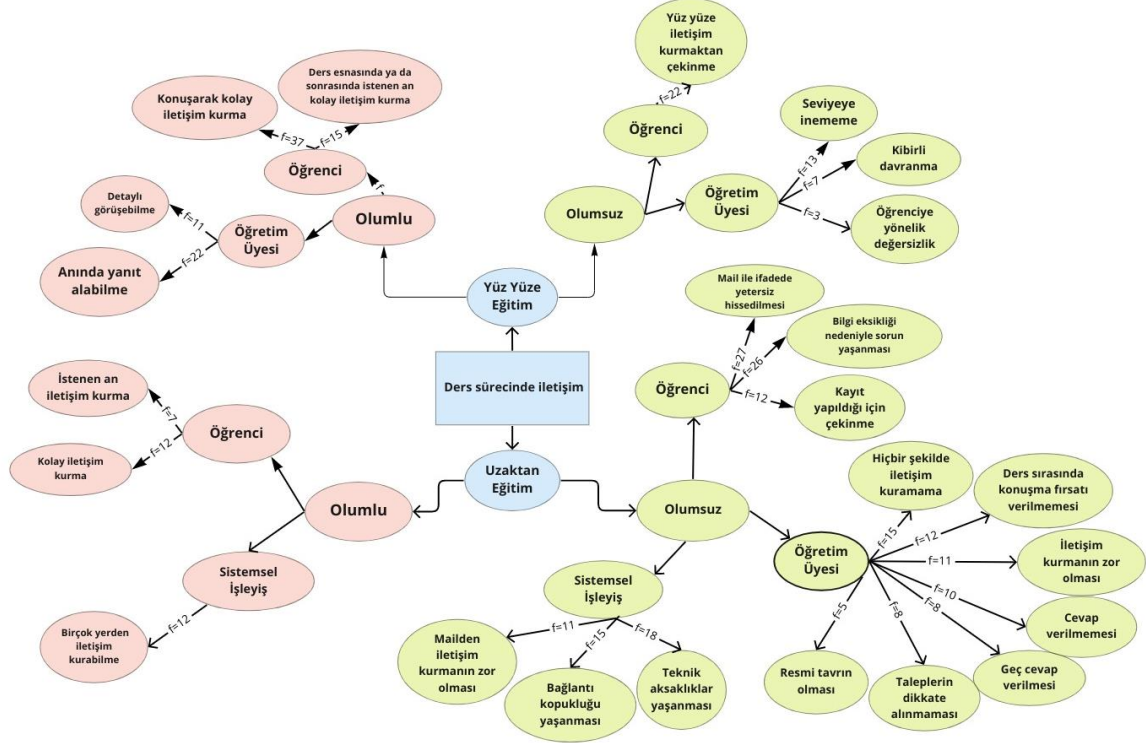 Yüz yüze
iletişim
kurmaktan
çekinme
f=22
Öğrenci
Ders esnasında ya da
sonrasında istenen an
kolay iletişim kurma
Konuşarak kolay
iletişim kurma
f=37
f=15
Öğrenci
f
Olumlu
Detaylı
görüşebilme
f=11
Öğretim
Üyesi
f=22
Anında yanıt
alabilme
Seviyeye
inememe
f=13
Kibirli
davranma
f=7
Olumsuz
Öğretim
Üyesi
f=3
Öğrenciye
yönelik
değersizlik
Yüz Yüze
Eğitim
Ders sürecinde iletişim
Uzaktan
Eğitim
Mail ile ifadede
yetersiz
hissedilmesi
f=27
Bilgi eksikliği
nedeniyle sorun
yaşanması
f=26
Öğrenci
f=12
Kayıt
yapıldığı için
çekinme
İstenen an
iletişim kurma
f=7
Öğrenci
f=12
Kolay iletişim
kurma
Olumlu
Sistemsel
İşleyiş
f=12
Birçok yerden
iletişim
kurabilme
Olumsuz
Hiçbir şekilde
iletişim
kuramama
f=15
Ders sırasında
konuşma fırsatı
verilmemesi
f=12
Öğretim
Üyesi
f=11
İletişim
kurmanın zor
olması
f=10
Cevap
verilmemesi
f=8
Geç cevap
verilmesi
f=8
Taleplerin
dikkate
alınmaması
f=5
Resmi tavrın
olması
Sistemsel
İşleyiş
f=11
Mailden
iletişim
kurmanın zor
olması
f=15
Bağlantı
kopukluğu
yaşanması
f=18
Teknik
aksaklıklar
yaşanması